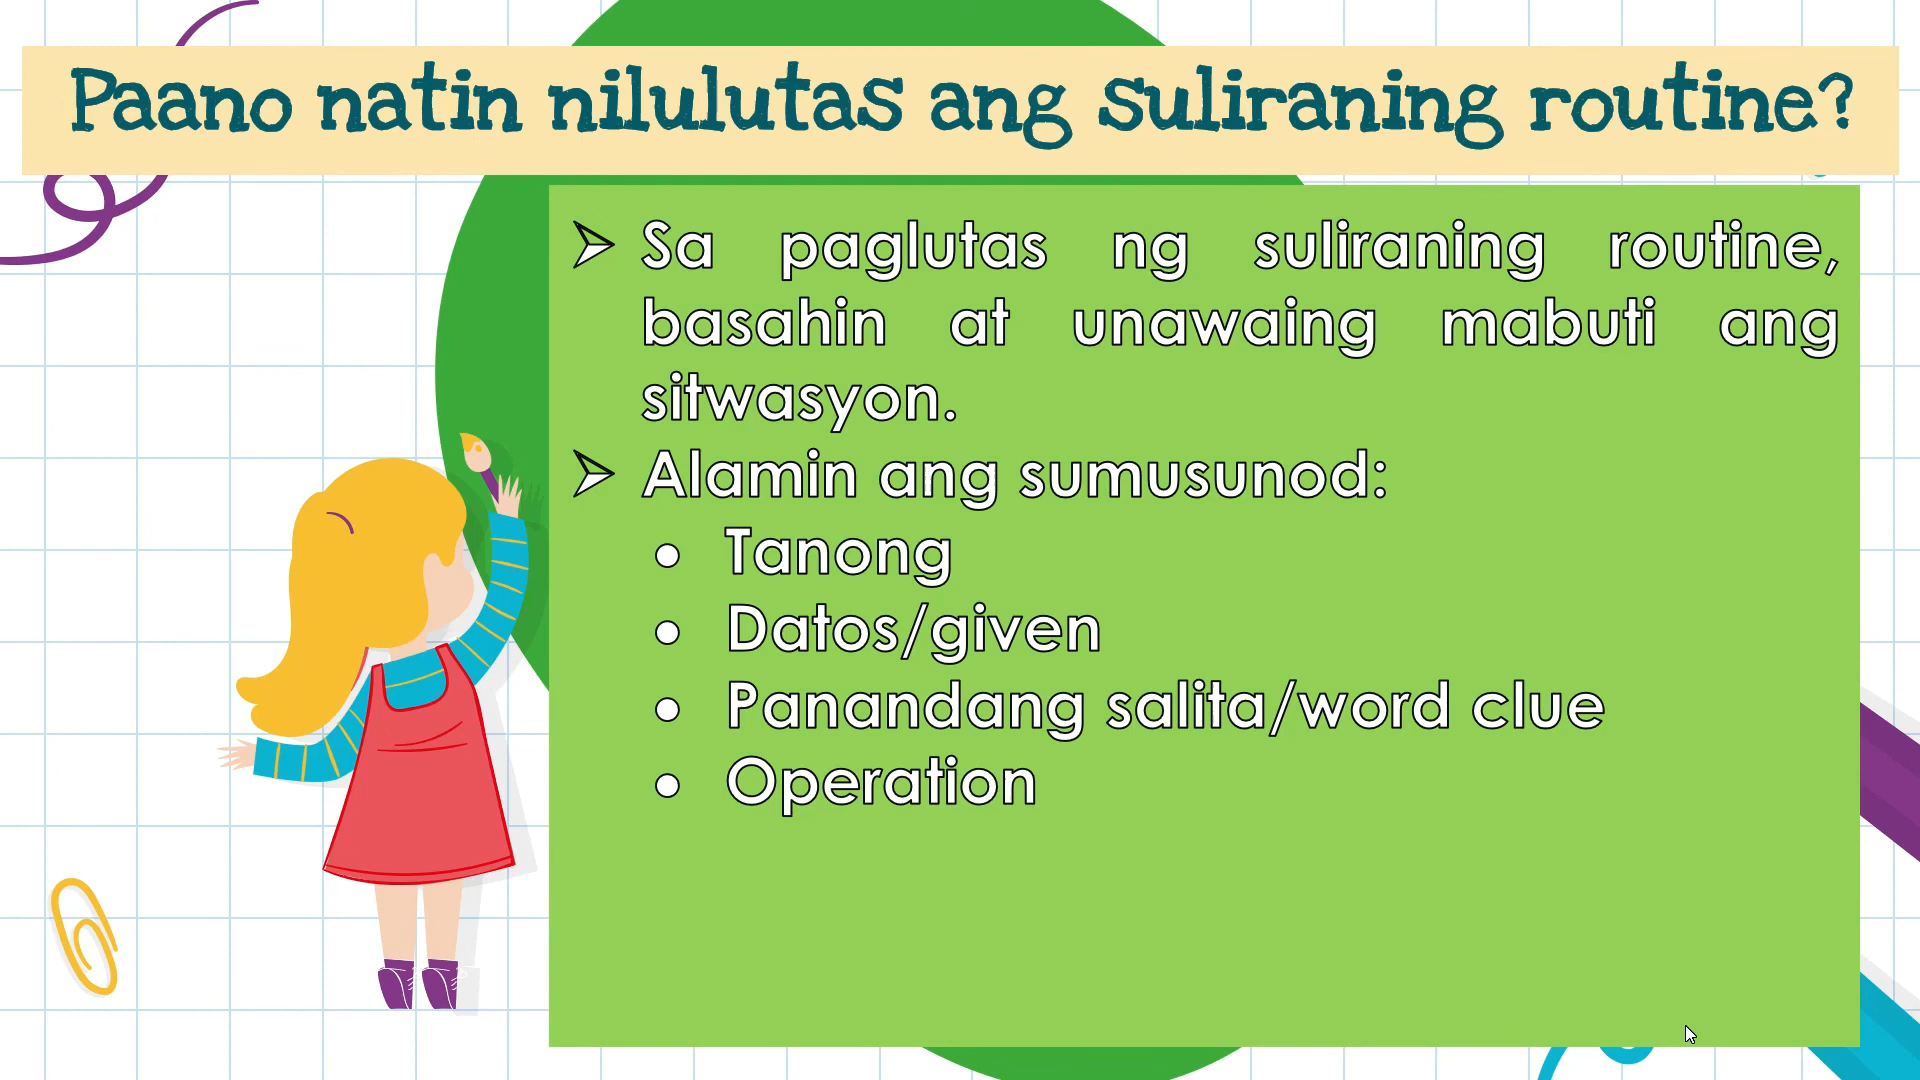 Paano natin nilulutas ang suliraning routine?
➢ Sa paglutas ng suliraning routine,
basahin at unawaing mabuti ang
sitwasyon.
➢ Alamin ang sumusunod:
• Tanong
• Datos/given
• Panandang salita/word clue
• Operation